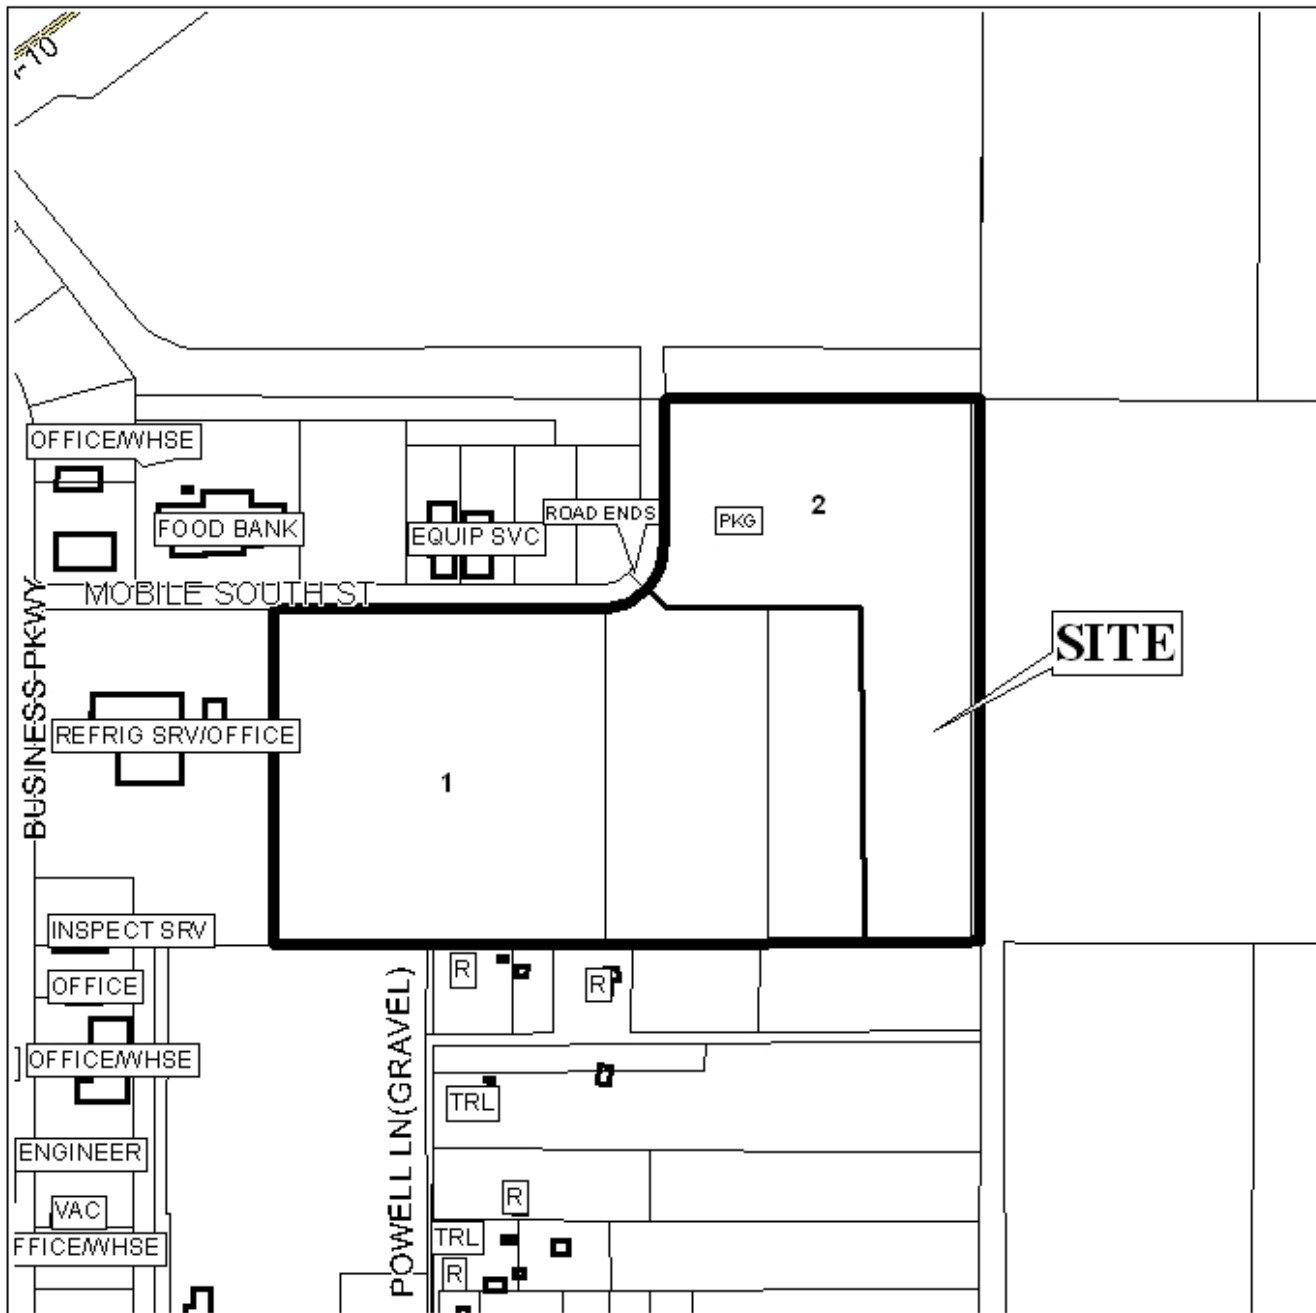 ~10
OFFICE/WHSE
FOOD BANK
EQUIP SVC
ROAD ENDS
PKG
2
MOBILE SOUTH ST
BUSINESS PKWY
SITE
REFRIG SRV/OFFICE
1
INSPECT SRV
OFFICE
OFFICE/WHSE
ENGINEER
VAC
FFICE/WHSE
POWELL LN(GRAVEL)
R
R
TRL
R
TRL
R